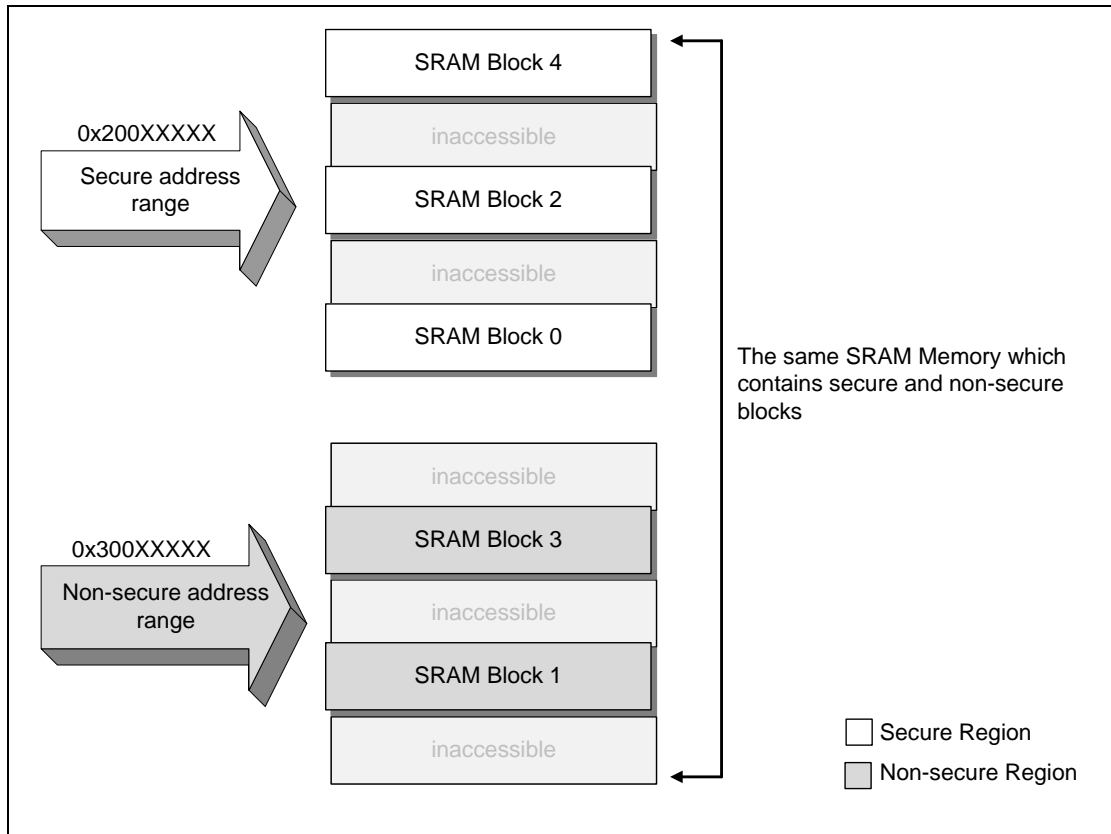 SRAM Block 4
inaccessible
0x200XXXXX
Secure address
range
SRAM Block 2
inaccessible
SRAM Block 0
The same SRAM Memory which
contains secure and non-secure
blocks
inaccessible
0x300XXXXX
SRAM Block 3
Non-secure address
range
inaccessible
SRAM Block 1
inaccessible
Secure Region
Non-secure Region